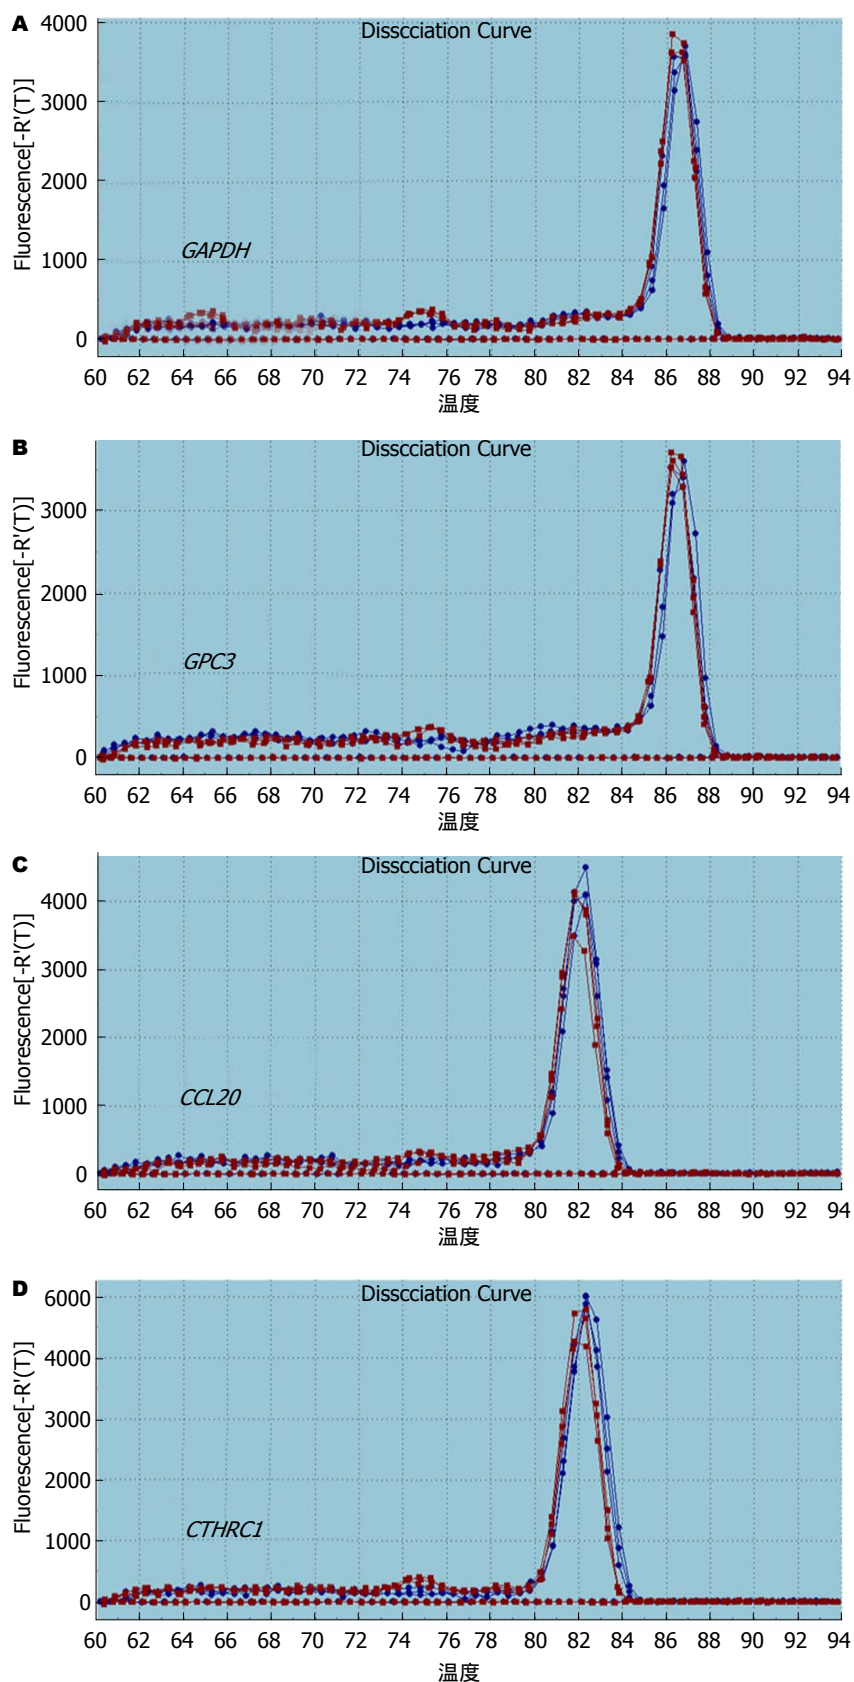 A
Disscciation Curve
Fluorescence[-R'(T)]
4000
3000
2000
1000
0
GAPDH
60 62 64 66 68 70 72 74 76 78 80 82 84 86 88 90 92 94
温度
B
Disscciation Curve
Fluorescence[-R'(T)]
3000
2000
1000
0
GPC3
60 62 64 66 68 70 72 74 76 78 80 82 84 86 88 90 92 94
温度
C
Disscciation Curve
Fluorescence[-R'(T)]
4000
3000
2000
1000
0
CCL20
60 62 64 66 68 70 72 74 76 78 80 82 84 86 88 90 92 94
温度
D
Disscciation Curve
Fluorescence[-R'(T)]
6000
4000
3000
2000
1000
0
CTHRC1
60 62 64 66 68 70 72 74 76 78 80 82 84 86 88 90 92 94
温度